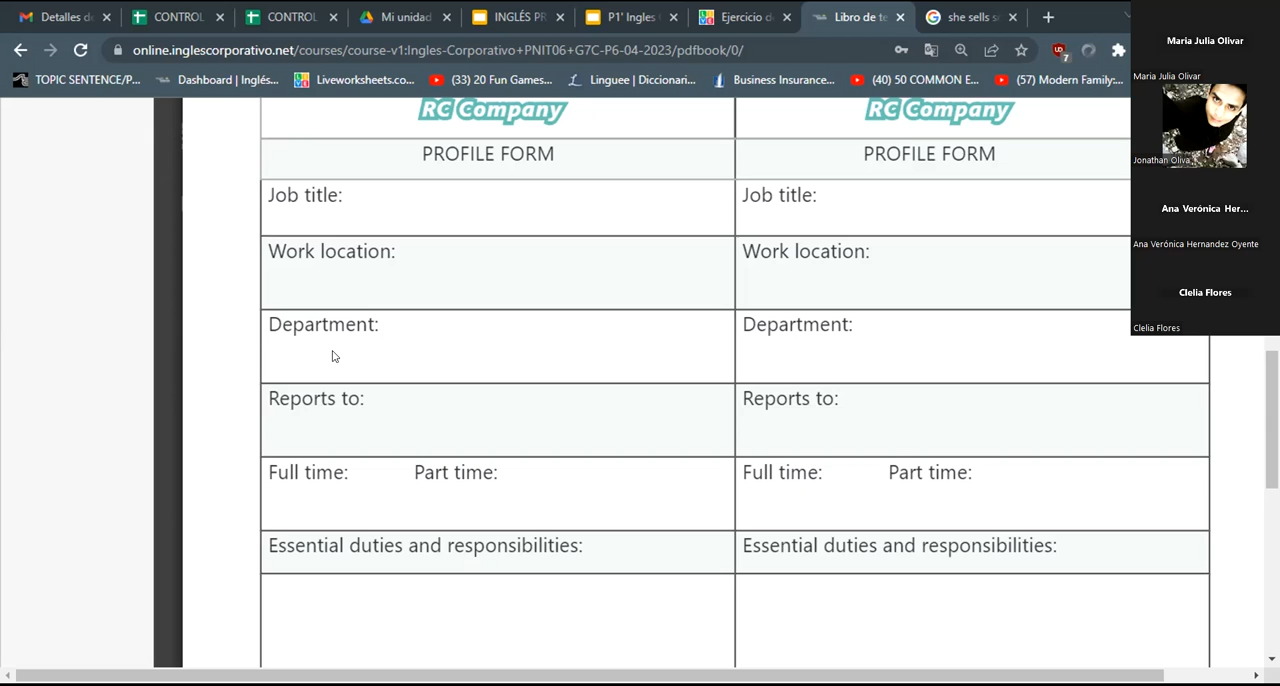 Detalles de
CONTROL
CONTROL
Mi unidad
INGLÉS PR
P1' Ingles
Ejercicio d
Libro de te
she sells s
online.inglescorporativo.net/courses/course-v1:Ingles-Corporativo+PNIT06+G7C-P6-04-2023/pdfbook/0/
7
TOPIC SENTENCE/P...
Dashboard | Inglés...
Liveworksheets.co...
(33) 20 Fun Games...
Linguee | Diccionari...
Business Insurance...
(40) 50 COMMON E...
(57) Modern Family:...
Maria Julia Olivar
Maria Julia Olivar
Jonathan Oliva
Ana Verónica Her...
Ana Verónica Hernandez Oyente
Clelia Flores
Clelia Flores
RC Company
RC Company
PROFILE FORM
PROFILE FORM
Job title:
Job title:
Work location:
Work location:
Department:
Department:
Reports to:
Reports to:
Full time: Part time:
Full time: Part time:
Essential duties and responsibilities:
Essential duties and responsibilities: